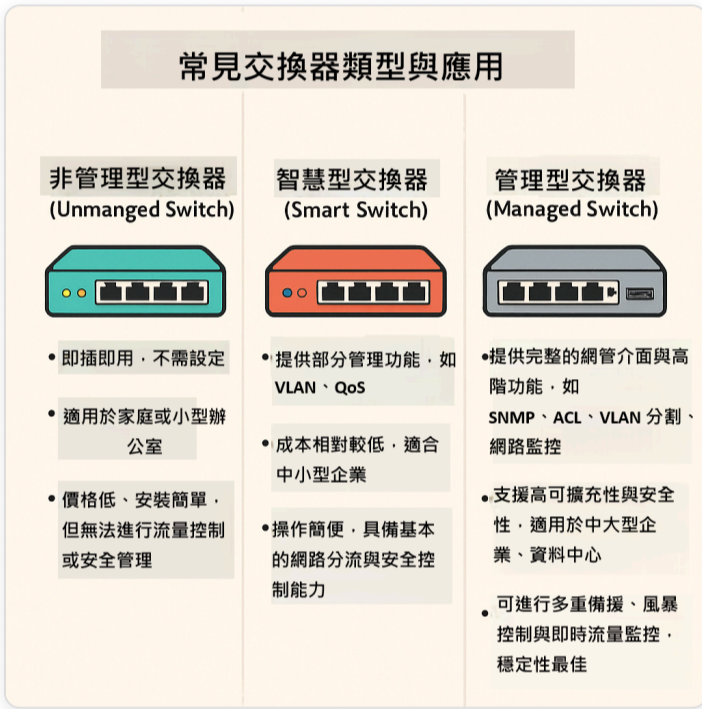 常見交換器類型與應用
非管理型交換器
(Unmanged Switch)
• 即插即用，不需設定
• 適用於家庭或小型辦
公室
• 價格低、安裝簡單，
但無法進行流量控制
或安全管理
智慧型交換器
(Smart Switch)
• 提供部分管理功能，如
VLAN、QoS
• 成本相對較低，適合
中小型企業
• 操作簡便，具備基本
的網路分流與安全控
制能力
管理型交換器
(Managed Switch)
• 提供完整的網管介面與高
階功能，如
SNMP、ACL、VLAN 分割、
網路監控
• 支援高可擴充性與安全
性，適用於中大型企
業、資料中心
• 可進行多重備援、風暴
控制與即時流量監控，
穩定性最佳